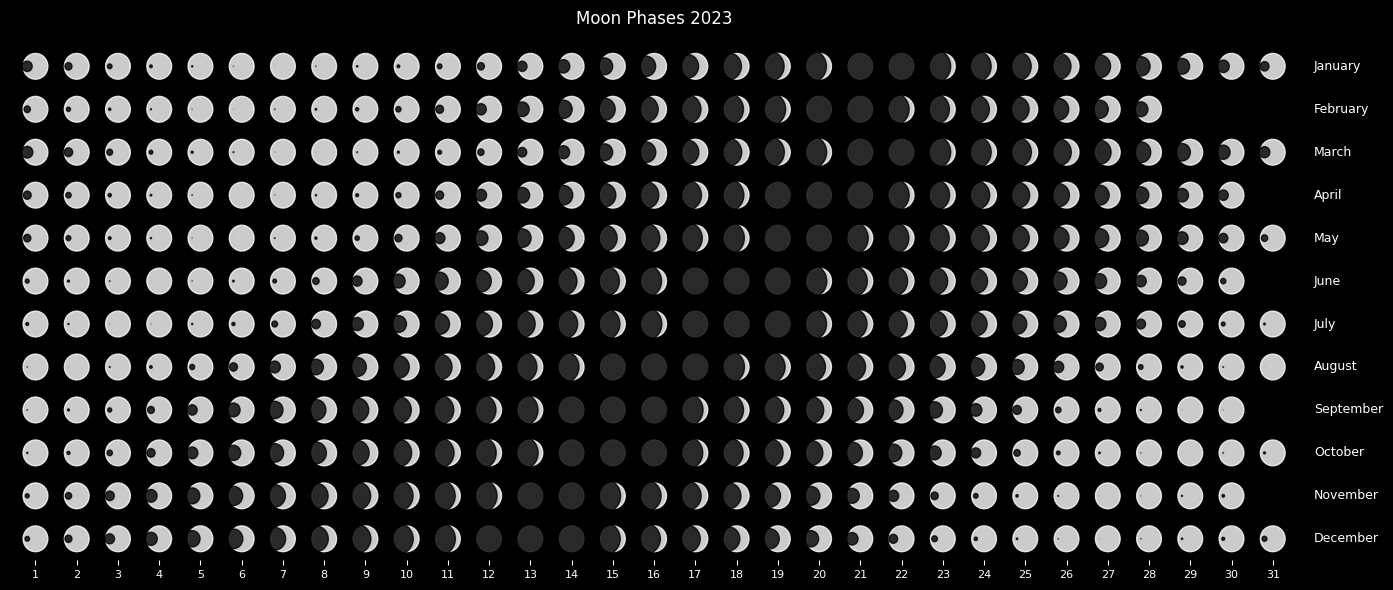 Moon Phases 2023
January
February
March
April
May
June
July
August
September
October
November
December
1 2 3 4 5 6 7 8 9 10 11 12 13 14 15 16 17 18 19 20 21 22 23 24 25 26 27 28 29 30 31